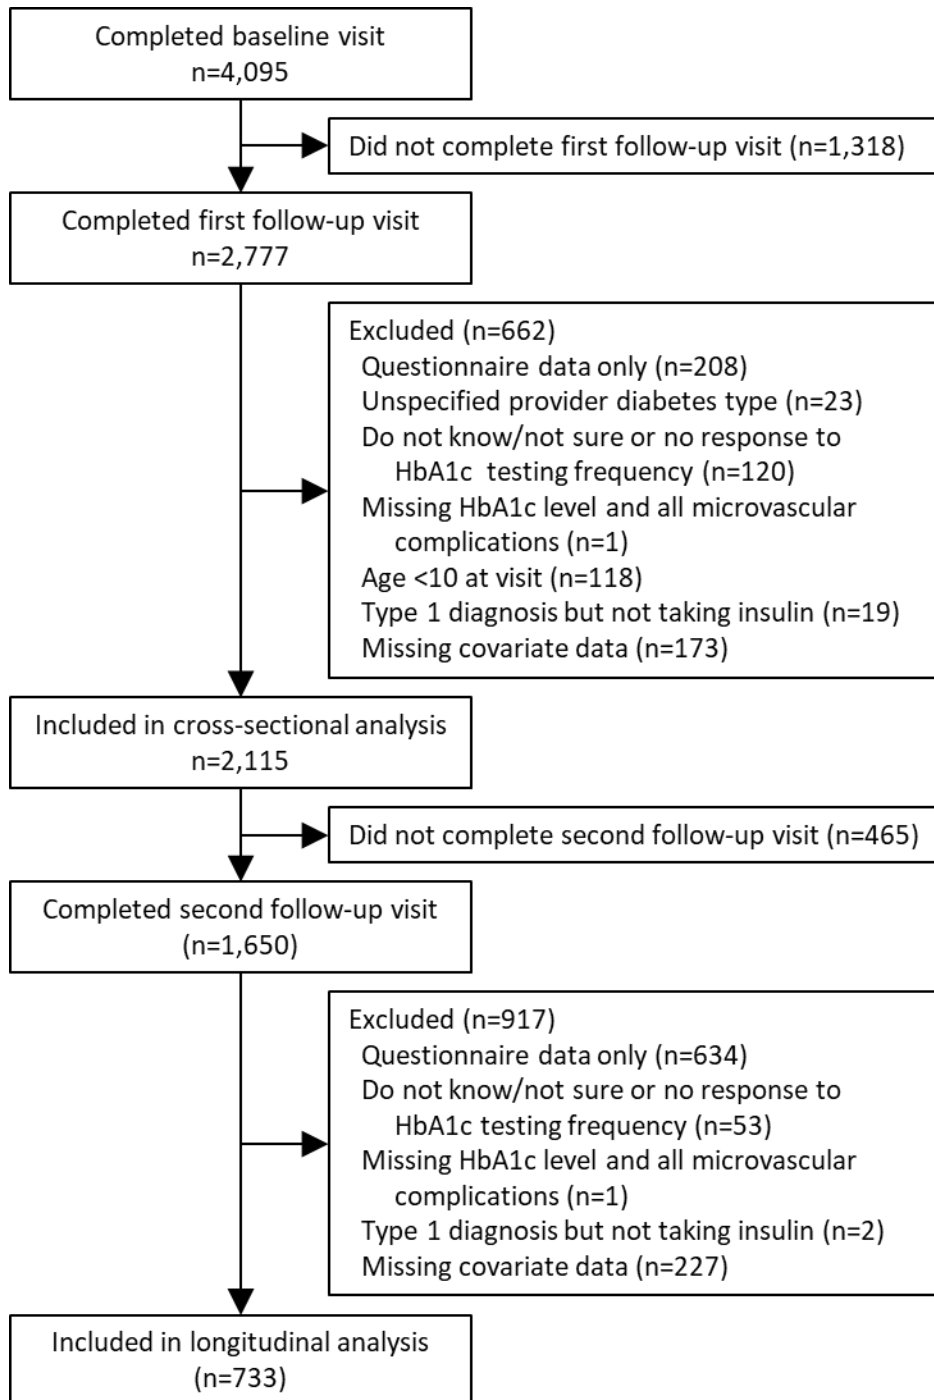 Completed baseline visit
n=4,095
Did not complete first follow-up visit (n=1,318)
Completed first follow-up visit
n=2,777
Excluded (n=662)
Questionnaire data only (n=208)
Unspecified provider diabetes type (n=23)
Do not know/not sure or no response to
HbA1c testing frequency (n=120)
Missing HbA1c level and all microvascular
complications (n=1)
Age <10 at visit (n=118)
Type 1 diagnosis but not taking insulin (n=19)
Missing covariate data (n=173)
Included in cross-sectional analysis
n=2,115
Did not complete second follow-up visit (n=465)
Completed second follow-up visit
(n=1,650)
Excluded (n=917)
Questionnaire data only (n=634)
Do not know/not sure or no response to
HbA1c testing frequency (n=53)
Missing HbA1c level and all microvascular
complications (n=1)
Type 1 diagnosis but not taking insulin (n=2)
Missing covariate data (n=227)
Included in longitudinal analysis
(n=733)